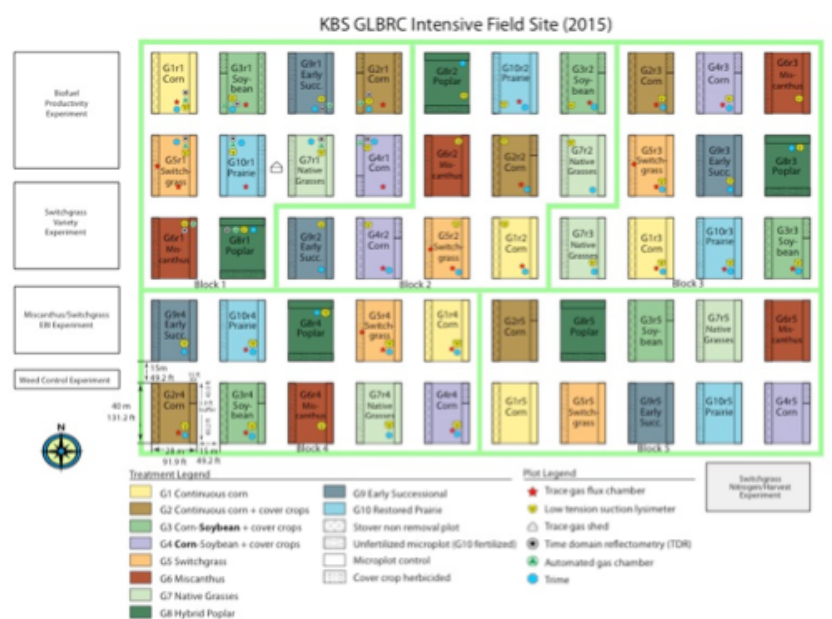 KBS GLBRC Intensive Field Site (2015)
Biofuel
Productivity
Experiment
Switchgrass
Variety
Experiment
Miscanthus/Switchgrass
EBI Experiment
Weed Control Experiment
G1r1
Corn
G3r1
Soy-
bean
G9r1
Early
Succ.
G2r1
Corn
G8r2
Poplar
G10r2
Prairie
G3r2
Soy-
bean
G2r3
Corn
G4r3
Corn
G6r3
Mis-
canthus
G5r1
Switch-
grass
G10r1
Prairie
G7r1
Native
Grasses
G4r1
Corn
G6r2
Mis-
canthus
G2r2
Corn
G7r2
Native
Grasses
G5r3
Switch-
grass
G9r3
Early
Succ.
G8r3
Poplar
G6r1
Mis-
canthus
G8r1
Poplar
G9r2
Early
Succ.
G4r2
Corn
G5r2
Switch-
grass
G1r2
Corn
G7r3
Native
Grasses
G1r3
Corn
G10r3
Prairie
G3r3
Soy-
bean
Block 1
Block 2
Block 3
G9r4
Early
Succ.
G10r4
Prairie
G8r4
Poplar
G5r4
Switch-
grass
G1r4
Corn
G2r5
Corn
G8r5
Poplar
G3r5
Soy-
bean
G7r5
Native
Grasses
G6r5
Mis-
canthus
15m
49.2 ft
40 m
131.2 ft
G2r4
Corn
G3r4
Soy-
bean
G6r4
Mis-
canthus
G7r4
Native
Grasses
G4r4
Corn
G1r5
Corn
G5r5
Switch-
grass
G9r5
Early
Succ.
G10r5
Prairie
G4r5
Corn
28 m
91.9 ft
15 m
49.2 ft
Block 4
Block 5
N
Treatment Legend
G1 Continuous corn
G2 Continuous corn + cover crops
G3 Corn-Soybean + cover crops
G4 Corn-Soybean + cover crops
G5 Switchgrass
G6 Miscanthus
G7 Native Grasses
G8 Hybrid Poplar
G9 Early Successional
G10 Restored Prairie
Stover non removal plot
Unfertilized microplot (G10 fertilized)
Microplot control
Cover crop herbicided
Plot Legend
Trace gas flux chamber
Low tension suction lysimeter
Trace gas shed
Time domain reflectometry (TDR)
Automated gas chamber
Trime
Switchgrass
Nitrogen/Harvest
Experiment